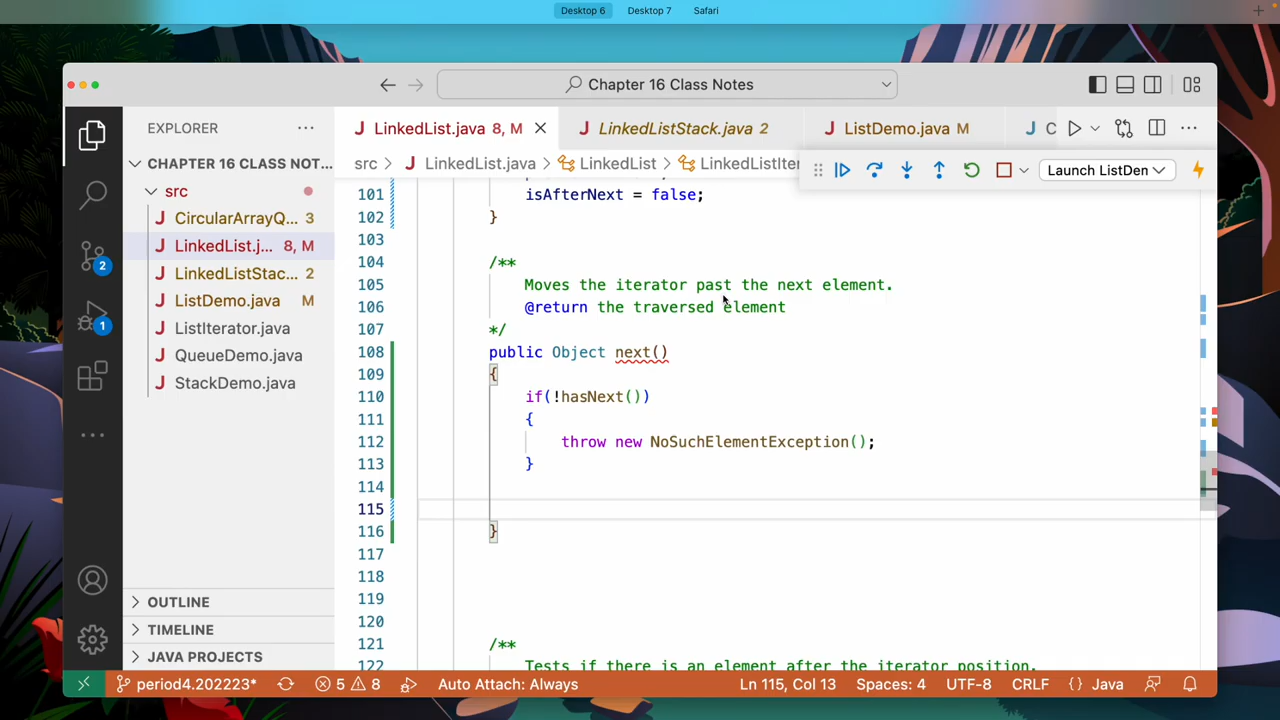 Desktop 6 Desktop 7 Safari
Chapter 16 Class Notes
EXPLORER
LinkedList.java 8, M LinkedListStack.java 2 ListDemo.java M C
CHAPTER 16 CLASS NOT...
src > LinkedList.java > LinkedList > LinkedListIter
Launch ListDen
src
CircularArrayQ... 3
LinkedList.j... 8, M
LinkedListStac... 2
ListDemo.java M
ListIterator.java
QueueDemo.java
StackDemo.java
OUTLINE
TIMELINE
JAVA PROJECTS
2
1
101 isAfterNext = false;
102 }
103
104 /**
105 Moves the iterator past the next element.
106 @return the traversed element
107 */
108 public Object next()
109 {
110 if(!hasNext())
111 {
112 throw new NoSuchElementException();
113 }
114
115
116 }
117
118
119
120
121 /**
122 Tests if there is an element after the iterator position.
period4.202223* 5 8 Auto Attach: Always Ln 115, Col 13 Spaces: 4 UTF-8 CRLF {} Java